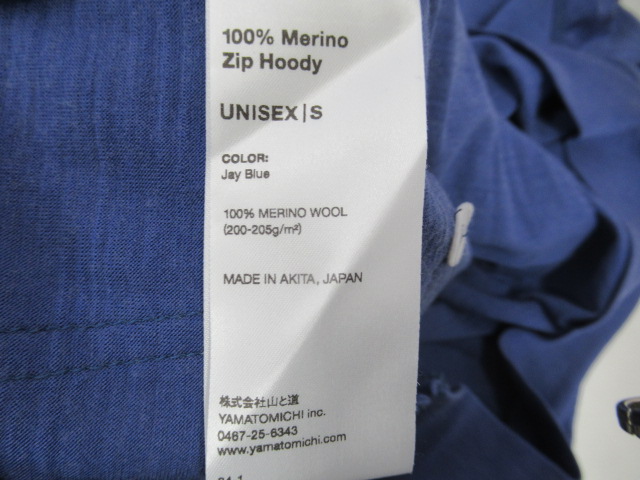 100% Merino
Zip Hoody
UNISEX|S
COLOR:
Jay Blue
100% MERINO WOOL
(200-205g/m²)
MADE IN AKITA, JAPAN
株式会社山と道
YAMATOMICHI inc.
0467-25-6343
www.yamatomichi.com